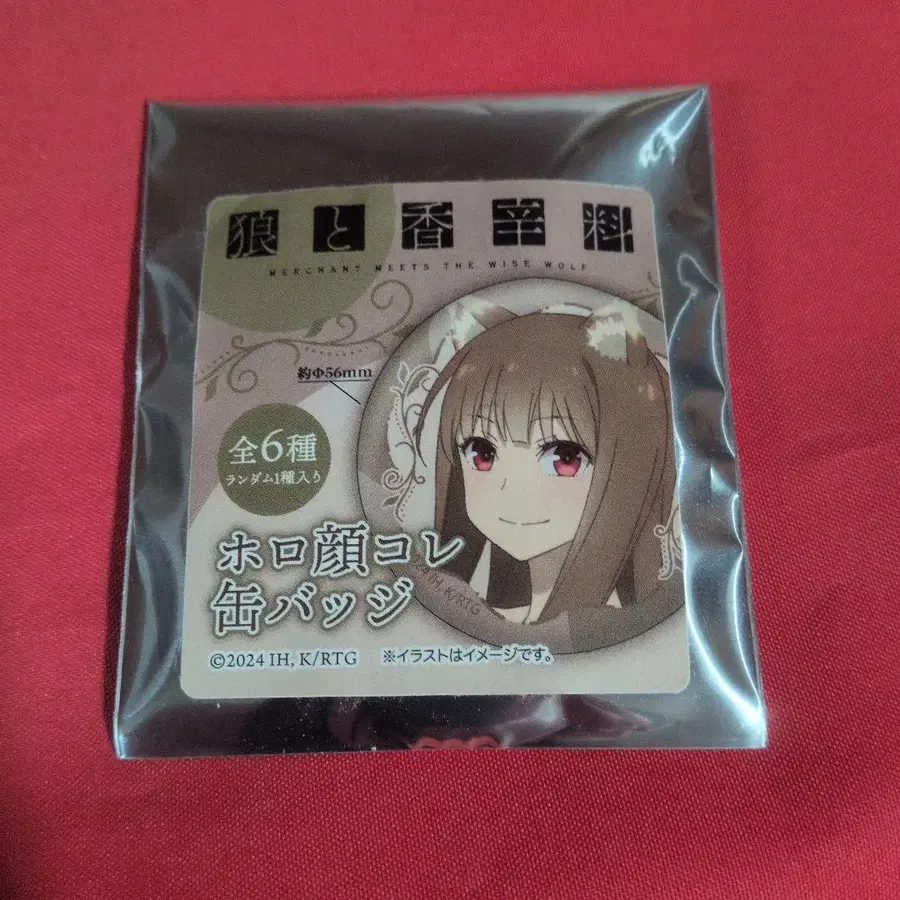 狼と香辛料
MERCHANT MEETS THE WISE WOLF
約Φ56mm
全6種
ランダム1種入り
ホロ顔コレ
缶バッジ
IH, K/RTG
©2024 IH, K/RTG ※イラストはイメージです。